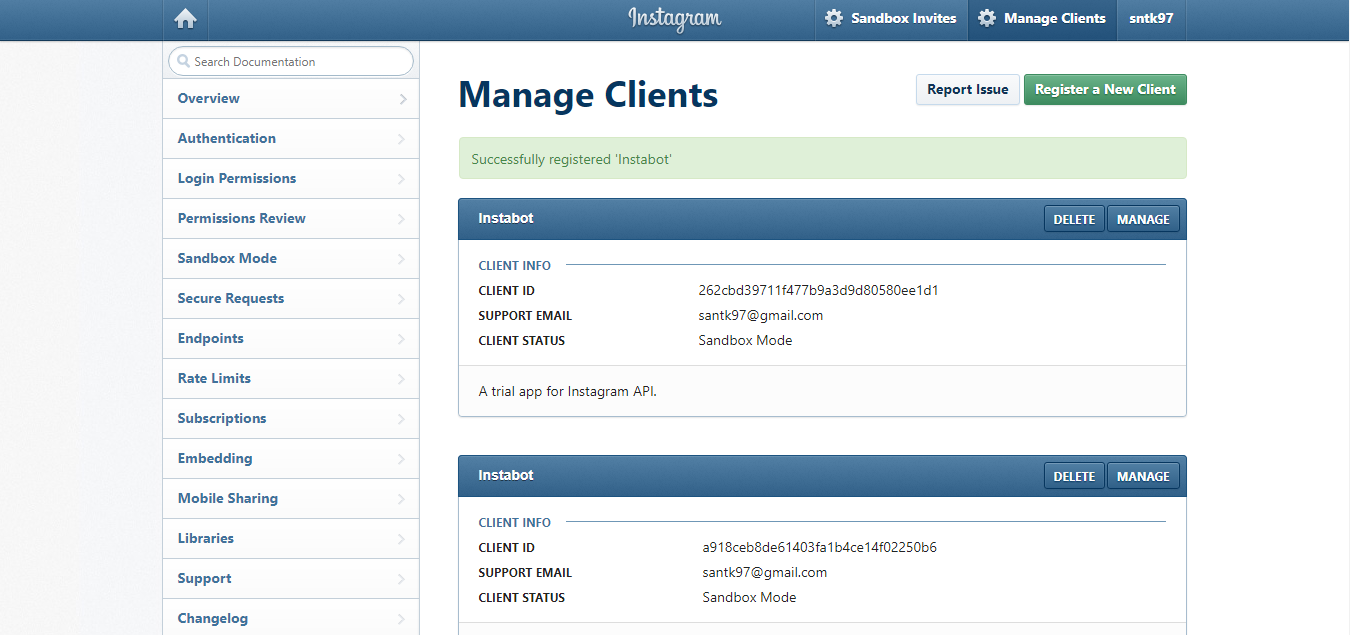 Instagram
Sandbox Invites
Manage Clients
sntk97
Search Documentation
Overview
Authentication
Login Permissions
Permissions Review
Sandbox Mode
Secure Requests
Endpoints
Rate Limits
Subscriptions
Embedding
Mobile Sharing
Libraries
Support
Changelog
Manage Clients
Report Issue
Register a New Client
Successfully registered 'Instabot'
Instabot
DELETE
MANAGE
CLIENT INFO
CLIENT ID 262cbd39711f477b9a3d9d80580ee1d1
SUPPORT EMAIL santk97@gmail.com
CLIENT STATUS Sandbox Mode
A trial app for Instagram API.
Instabot
DELETE
MANAGE
CLIENT INFO
CLIENT ID a918ceb8de61403fa1b4ce14f02250b6
SUPPORT EMAIL santk97@gmail.com
CLIENT STATUS Sandbox Mode